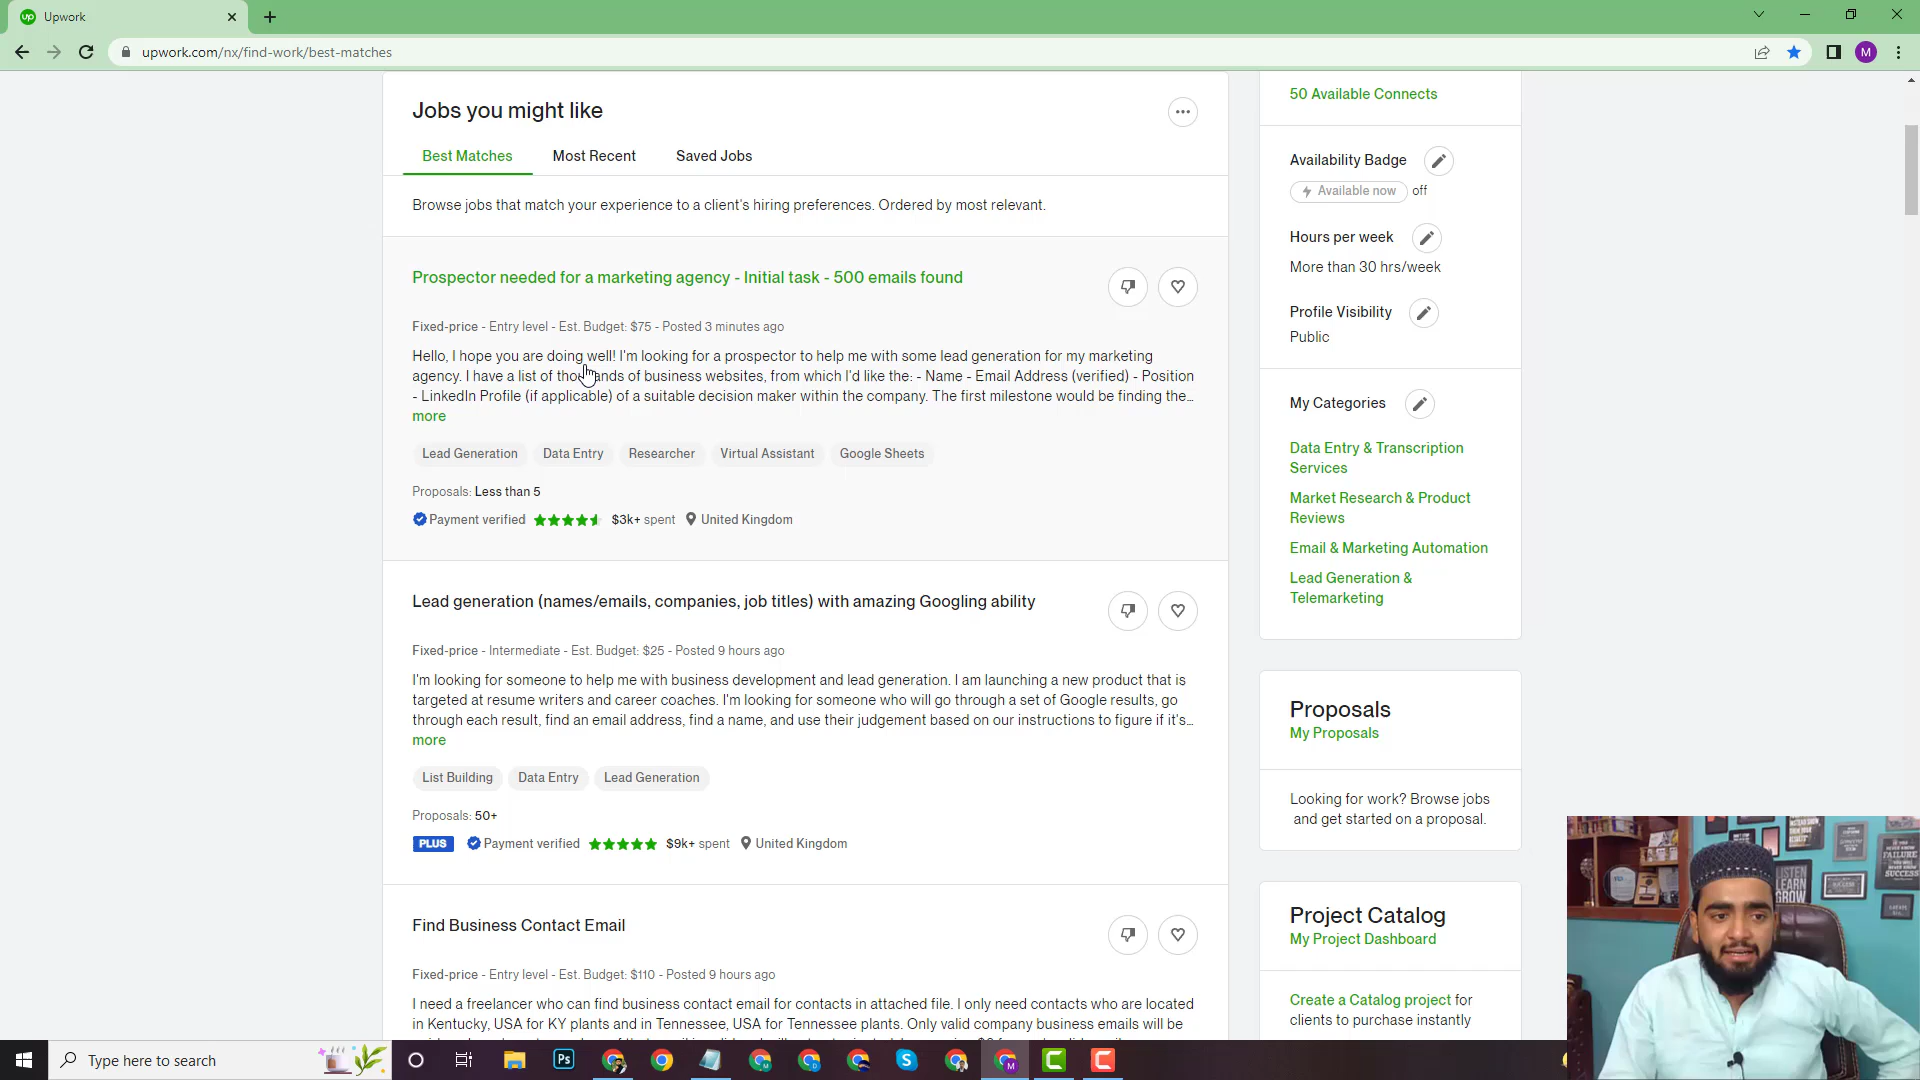 Upwork
upwork.com/nx/find-work/best-matches
M
Jobs you might like
Best Matches
Most Recent
Saved Jobs
Browse jobs that match your experience to a client's hiring preferences. Ordered by most relevant.
Prospector needed for a marketing agency - Initial task - 500 emails found
Fixed-price - Entry level - Est. Budget: $75 - Posted 3 minutes ago
Hello, I hope you are doing well! I'm looking for a prospector to help me with some lead generation for my marketing
agency. I have a list of thousands of business websites, from which I'd like the: - Name - Email Address (verified) - Position
- LinkedIn Profile (if applicable) of a suitable decision maker within the company. The first milestone would be finding the...
more
Lead Generation
Data Entry
Researcher
Virtual Assistant
Google Sheets
Proposals: Less than 5
Payment verified
$3k+ spent
United Kingdom
Lead generation (names/emails, companies, job titles) with amazing Googling ability
Fixed-price - Intermediate - Est. Budget: $25 - Posted 9 hours ago
I'm looking for someone to help me with business development and lead generation. I am launching a new product that is
targeted at resume writers and career coaches. I'm looking for someone who will go through a set of Google results, go
through each result, find an email address, find a name, and use their judgement based on our instructions to figure if it's...
more
List Building
Data Entry
Lead Generation
Proposals: 50+
PLUS
Payment verified
$9k+ spent
United Kingdom
Find Business Contact Email
Fixed-price - Entry level - Est. Budget: $110 - Posted 9 hours ago
I need a freelancer who can find business contact email for contacts in attached file. I only need contacts who are located
in Kentucky, USA for KY plants and in Tennessee, USA for Tennessee plants. Only valid company business emails will be
50 Available Connects
Availability Badge
Available now
off
Hours per week
More than 30 hrs/week
Profile Visibility
Public
My Categories
Data Entry & Transcription
Services
Market Research & Product
Reviews
Email & Marketing Automation
Lead Generation &
Telemarketing
Proposals
My Proposals
Looking for work? Browse jobs
and get started on a proposal.
Project Catalog
My Project Dashboard
Create a Catalog project for
clients to purchase instantly
LISTEN
LEARN
GROW
FAILURE
SUCCESS
Type here to search
Ps